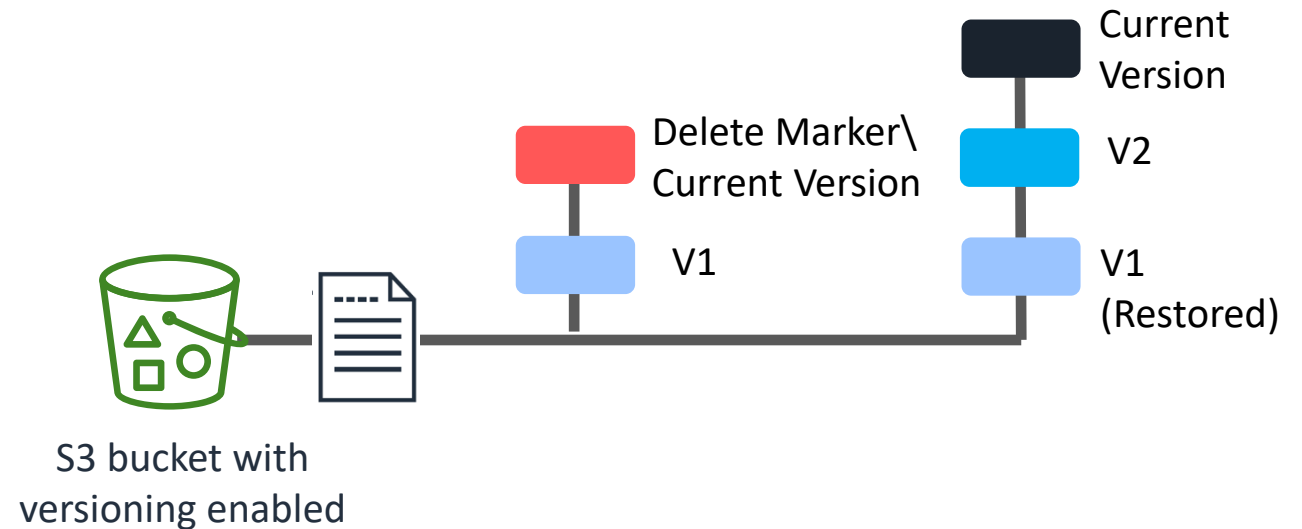 Current
Version
Delete Marker\
Current Version
V2
V1
V1
(Restored)
S3 bucket with
versioning enabled